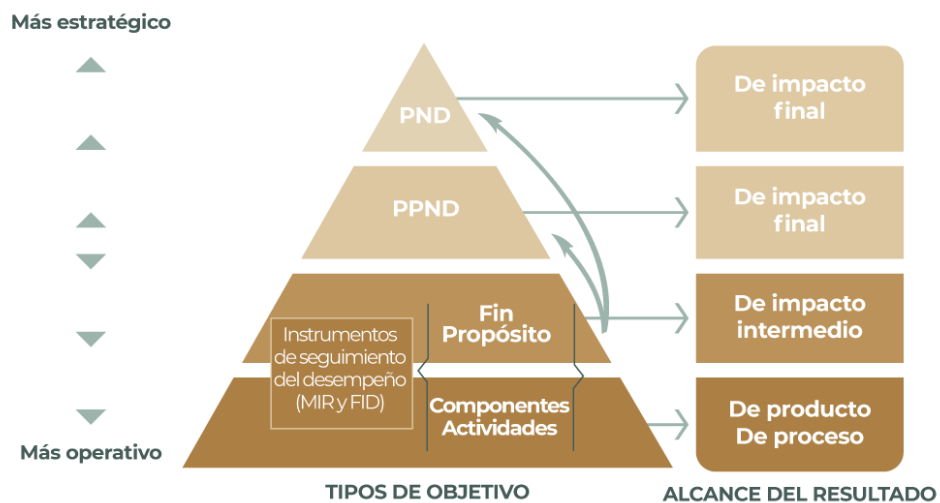 Más estratégico
PND
De impacto
final
PPND
De impacto
final
Fin
Propósito
De impacto
intermedio
Instrumentos
de seguimiento
del desempeño
(MIR y FID)
Componentes
Actividades
De producto
De proceso
Más operativo
TIPOS DE OBJETIVO
ALCANCE DEL RESULTADO